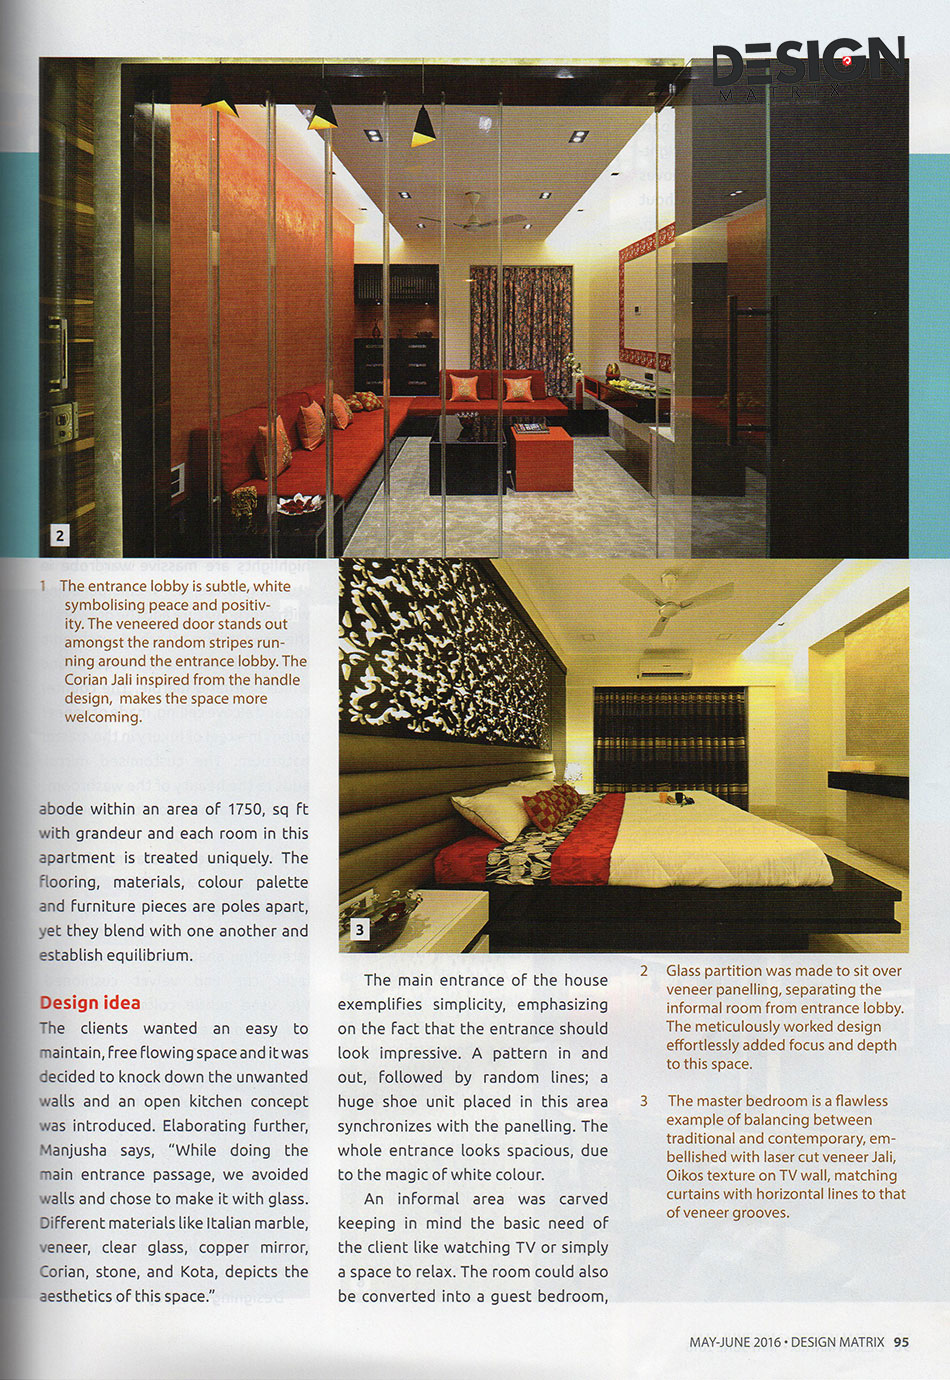 DESIGN
MATRIX
2
1 The entrance lobby is subtle, white
symbolising peace and positiv-
ity. The veneered door stands out
amongst the random stripes run-
ning around the entrance lobby. The
Corian Jali inspired from the handle
design, makes the space more
welcoming.
3
abode within an area of 1750, sq ft
with grandeur and each room in this
apartment is treated uniquely. The
flooring, materials, colour palette
and furniture pieces are poles apart,
yet they blend with one another and
establish equilibrium.
Design idea
The clients wanted an easy to
maintain, free flowing space and it was
decided to knock down the unwanted
walls and an open kitchen concept
was introduced. Elaborating further,
Manjusha says, “While doing the
main entrance passage, we avoided
walls and chose to make it with glass.
Different materials like Italian marble,
veneer, clear glass, copper mirror,
Corian, stone, and Kota, depicts the
aesthetics of this space.”
The main entrance of the house
exemplifies simplicity, emphasizing
on the fact that the entrance should
look impressive. A pattern in and
out, followed by random lines; a
huge shoe unit placed in this area
synchronizes with the panelling. The
whole entrance looks spacious, due
to the magic of white colour.
An informal area was carved
keeping in mind the basic need of
the client like watching TV or simply
a space to relax. The room could also
be converted into a guest bedroom,
2 Glass partition was made to sit over
veneer panelling, separating the
informal room from entrance lobby.
The meticulously worked design
effortlessly added focus and depth
to this space.
3 The master bedroom is a flawless
example of balancing between
traditional and contemporary, em-
bellished with laser cut veneer Jali,
Oikos texture on TV wall, matching
curtains with horizontal lines to that
of veneer grooves.
MAY-JUNE 2016 • DESIGN MATRIX 95